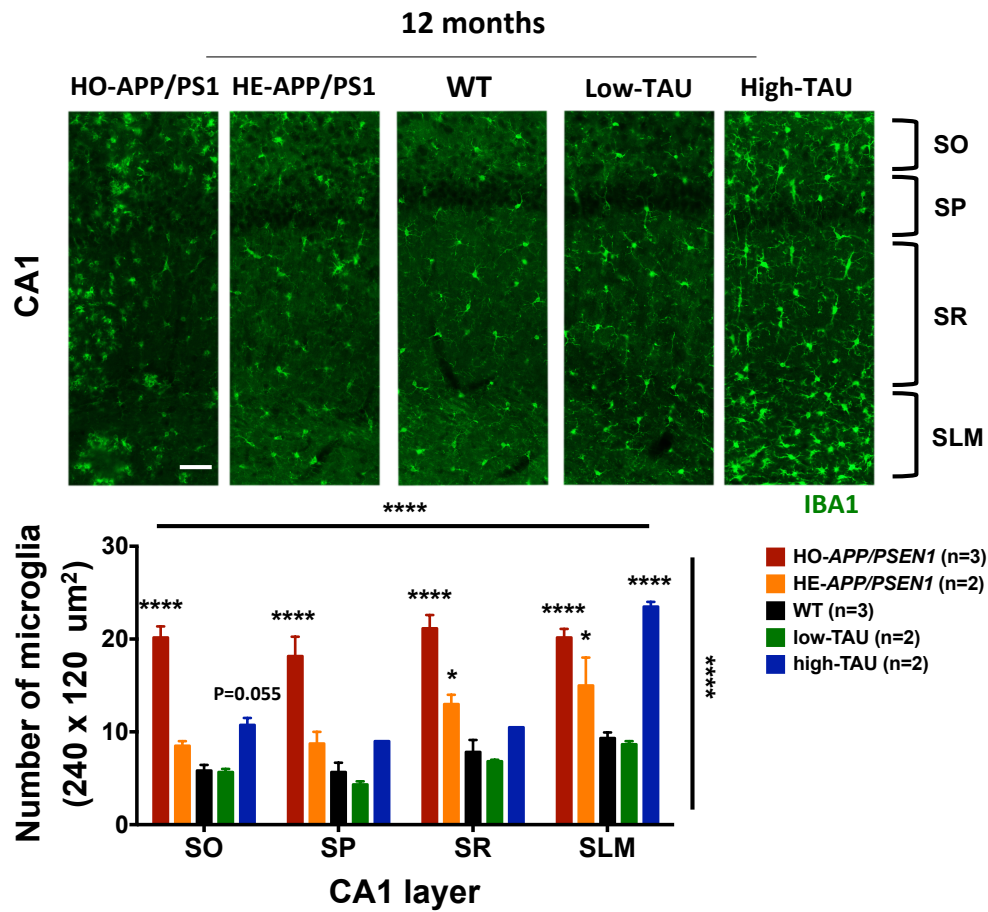 12 months
HO-APP/PS1 HE-APP/PS1 WT Low-TAU High-TAU
CA1
SO
SP
SR
SLM
IBA1
****
Number of microglia
(240 x 120 um²)
30
20
10
0
**** **** **** **** ****
* *
P=0.055
SO SP SR SLM
CA1 layer
HO-APP/PSEN1 (n=3)
HE-APP/PSEN1 (n=2)
WT (n=3)
low-TAU (n=2)
high-TAU (n=2)
****